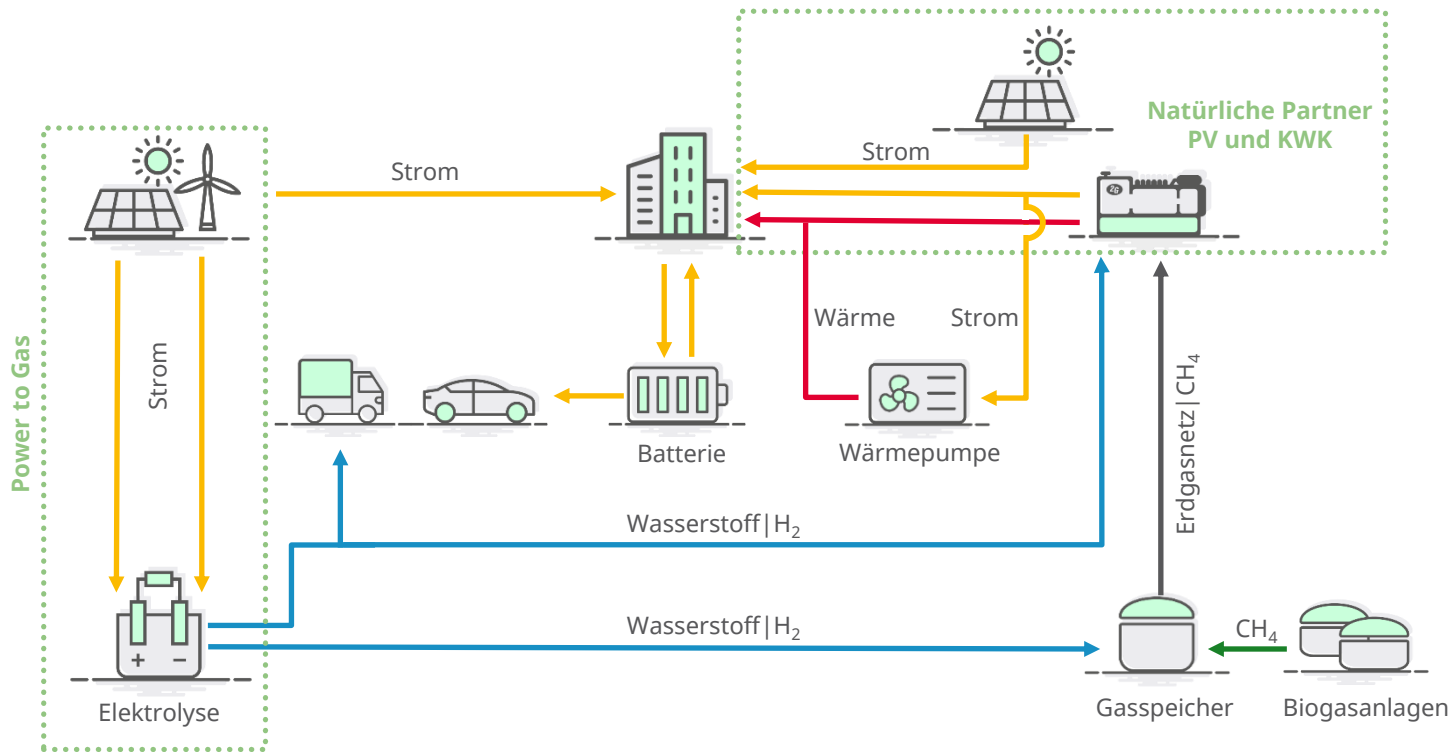 Natürliche Partner
PV und KWK
Strom
Strom
2G
Power to Gas
Strom
Wärme
Strom
Erdgasnetz|CH₄
Batterie
Wärmepumpe
Wasserstoff|H₂
Wasserstoff|H₂
CH₄
+ −
Elektrolyse
Gasspeicher
Biogasanlagen